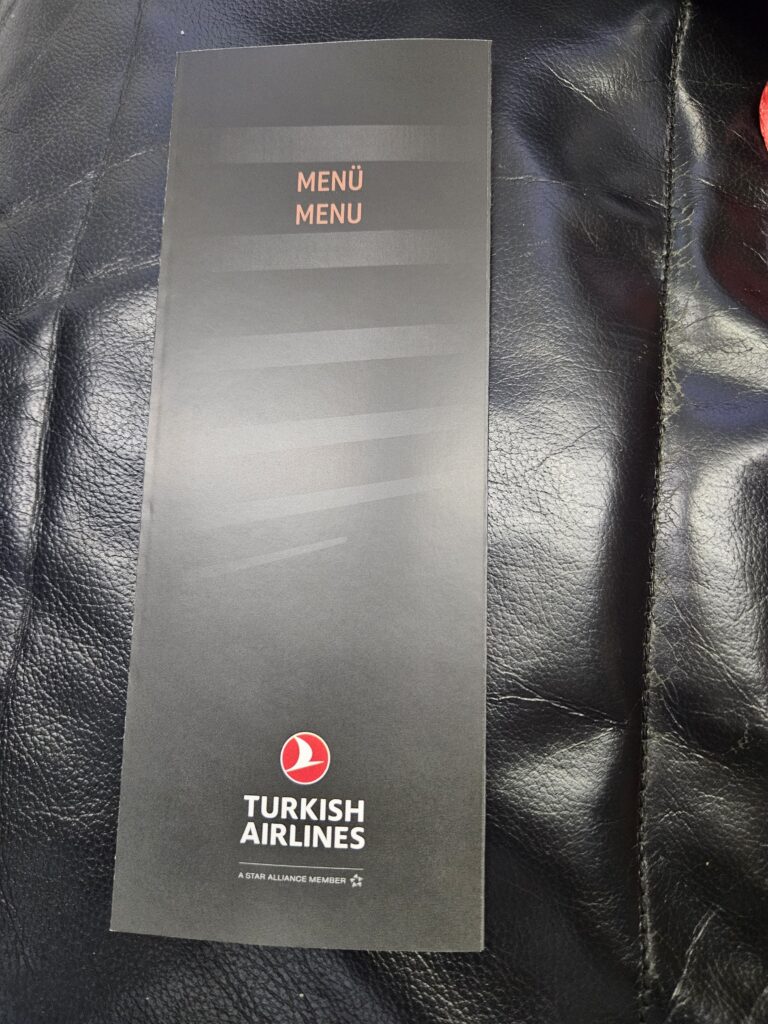 MENÜ
MENU
TURKISH
AIRLINES
A STAR ALLIANCE MEMBER